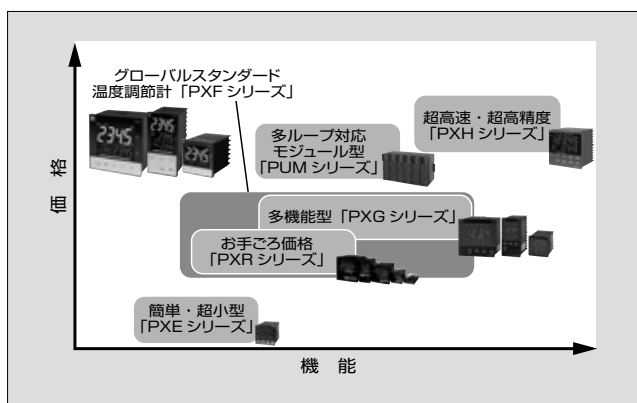 グローバルスタンダード
温度調節計「PXF シリーズ」
超高速・超高精度
「PXH シリーズ」
多ループ対応
モジュール型
「PUM シリーズ」
2345
2345
2345
価 格
多機能型「PXG シリーズ」
お手ごろ価格
「PXR シリーズ」
簡単・超小型
「PXE シリーズ」
機 能